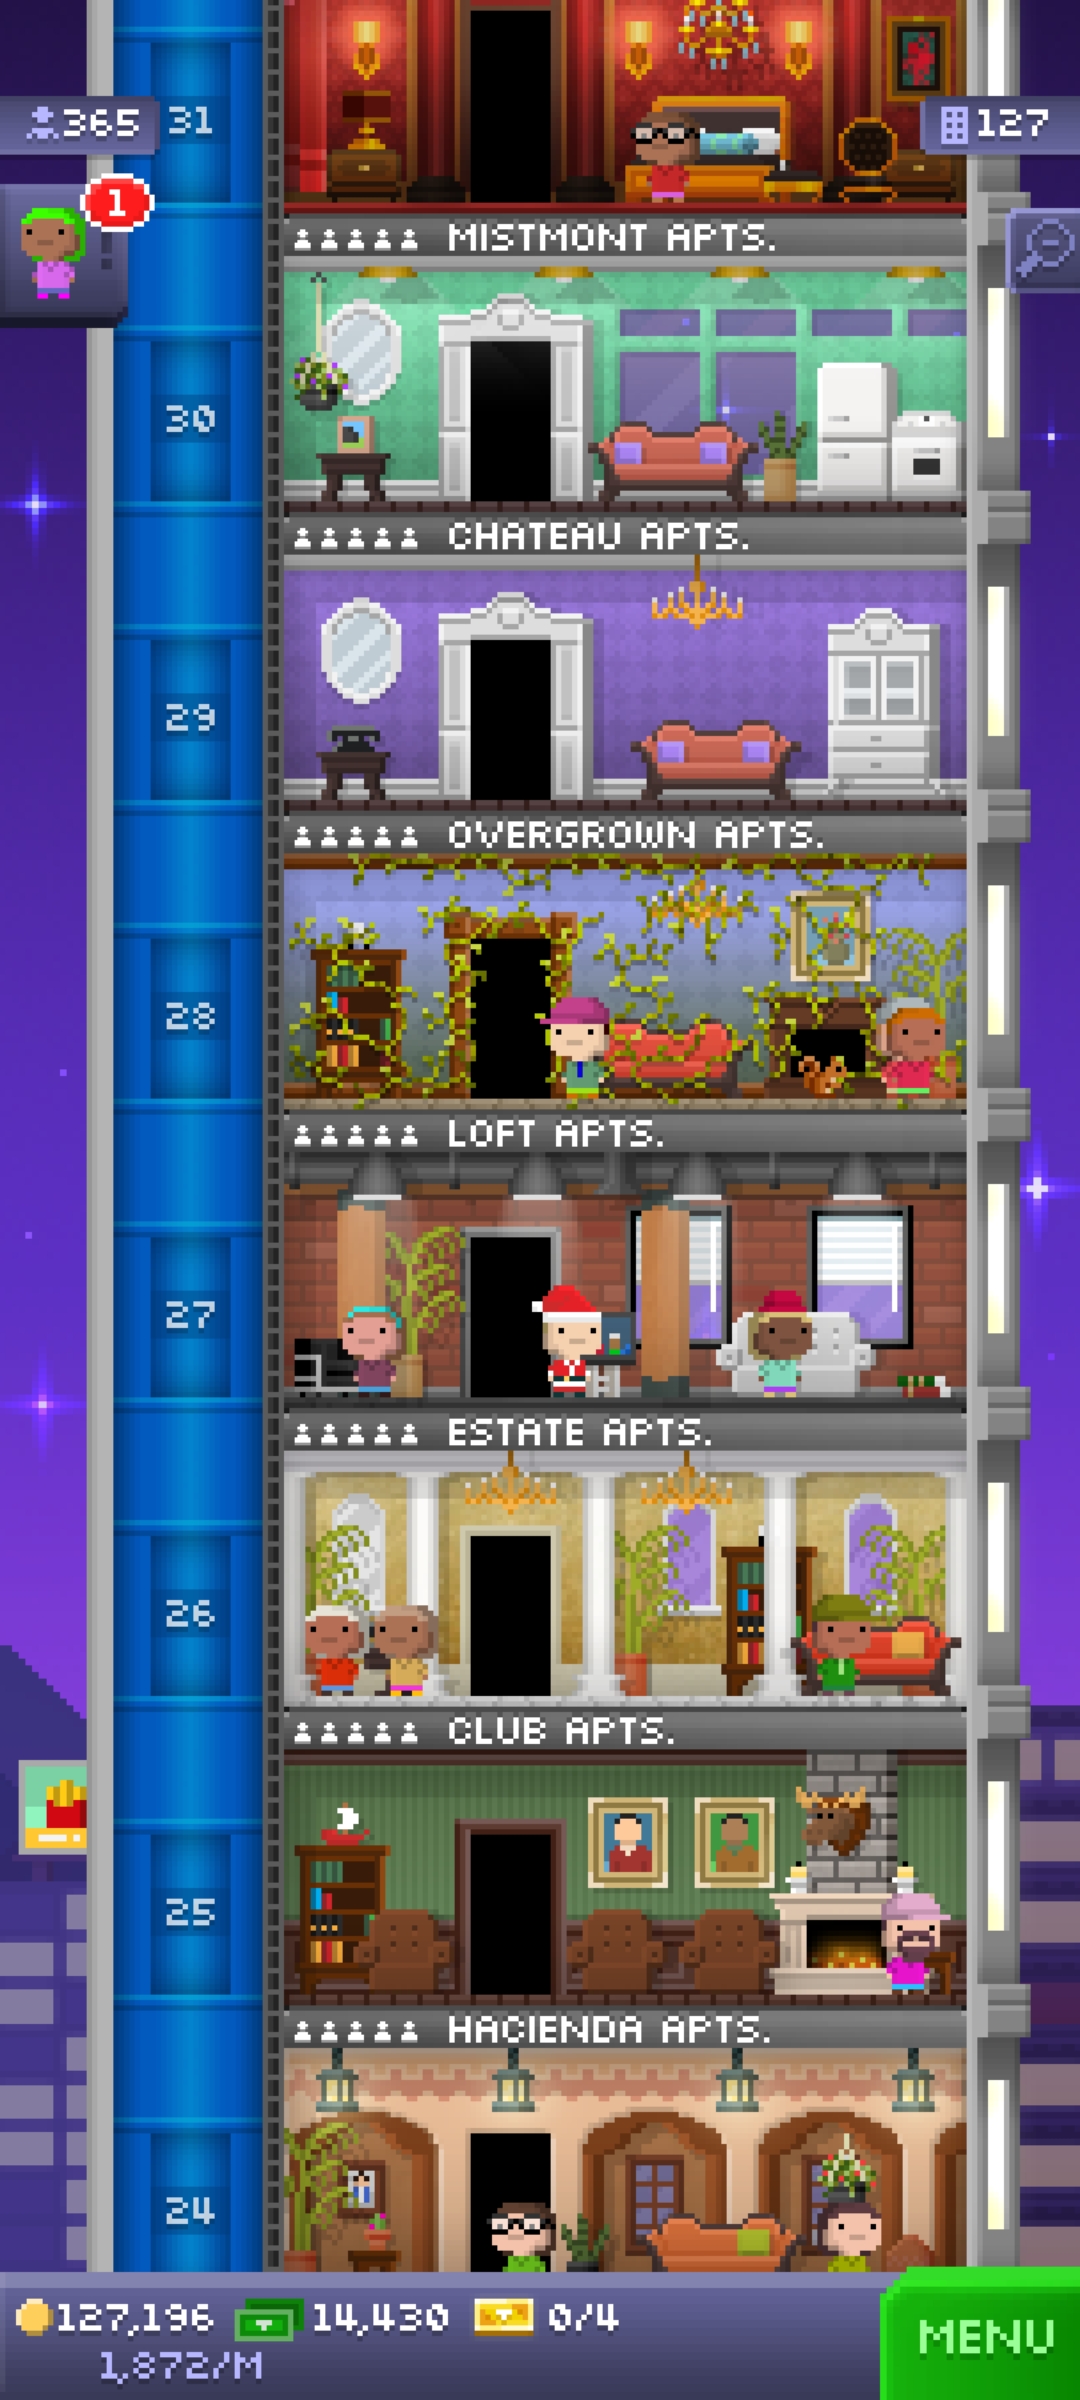 365
31
127
1
MISTMONT APTS.
30
CHATEAU APTS.
29
OVERGROWN APTS.
28
LOFT APTS.
27
ESTATE APTS.
26
CLUB APTS.
25
HACIENDA APTS.
24
127,196 14,430 0/4
1,872/M
MENU